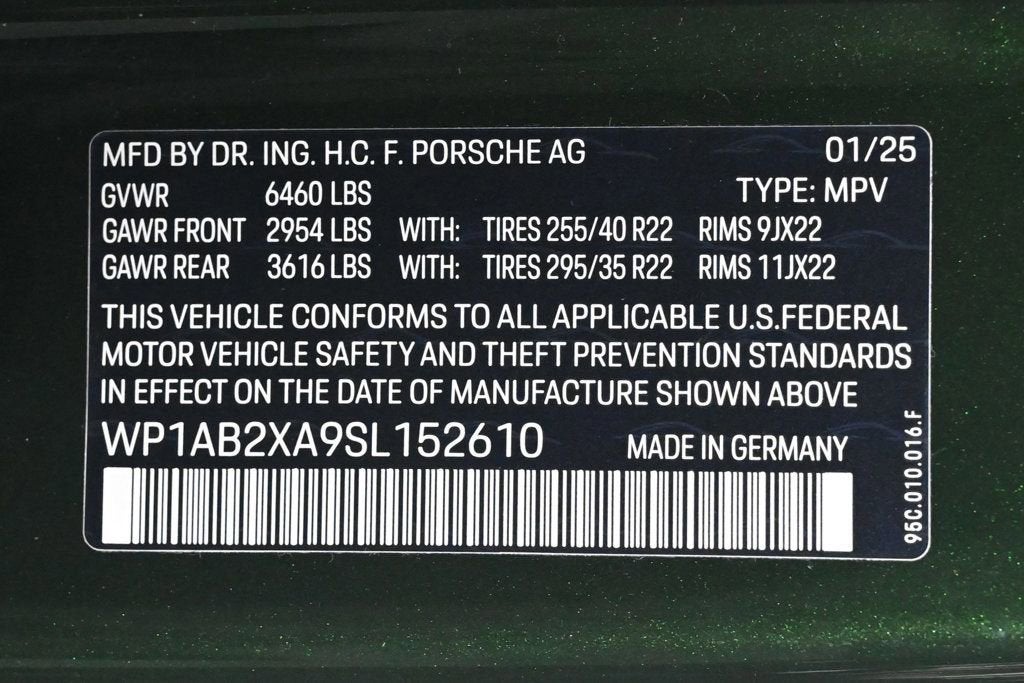 MFD BY DR. ING. H.C. F. PORSCHE AG 01/25
GVWR 6460 LBS TYPE: MPV
GAWR FRONT 2954 LBS WITH: TIRES 255/40 R22 RIMS 9JX22
GAWR REAR 3616 LBS WITH: TIRES 295/35 R22 RIMS 11JX22
THIS VEHICLE CONFORMS TO ALL APPLICABLE U.S.FEDERAL
MOTOR VEHICLE SAFETY AND THEFT PREVENTION STANDARDS
IN EFFECT ON THE DATE OF MANUFACTURE SHOWN ABOVE
WP1AB2XA9SL152610 MADE IN GERMANY
95C.010.016.F